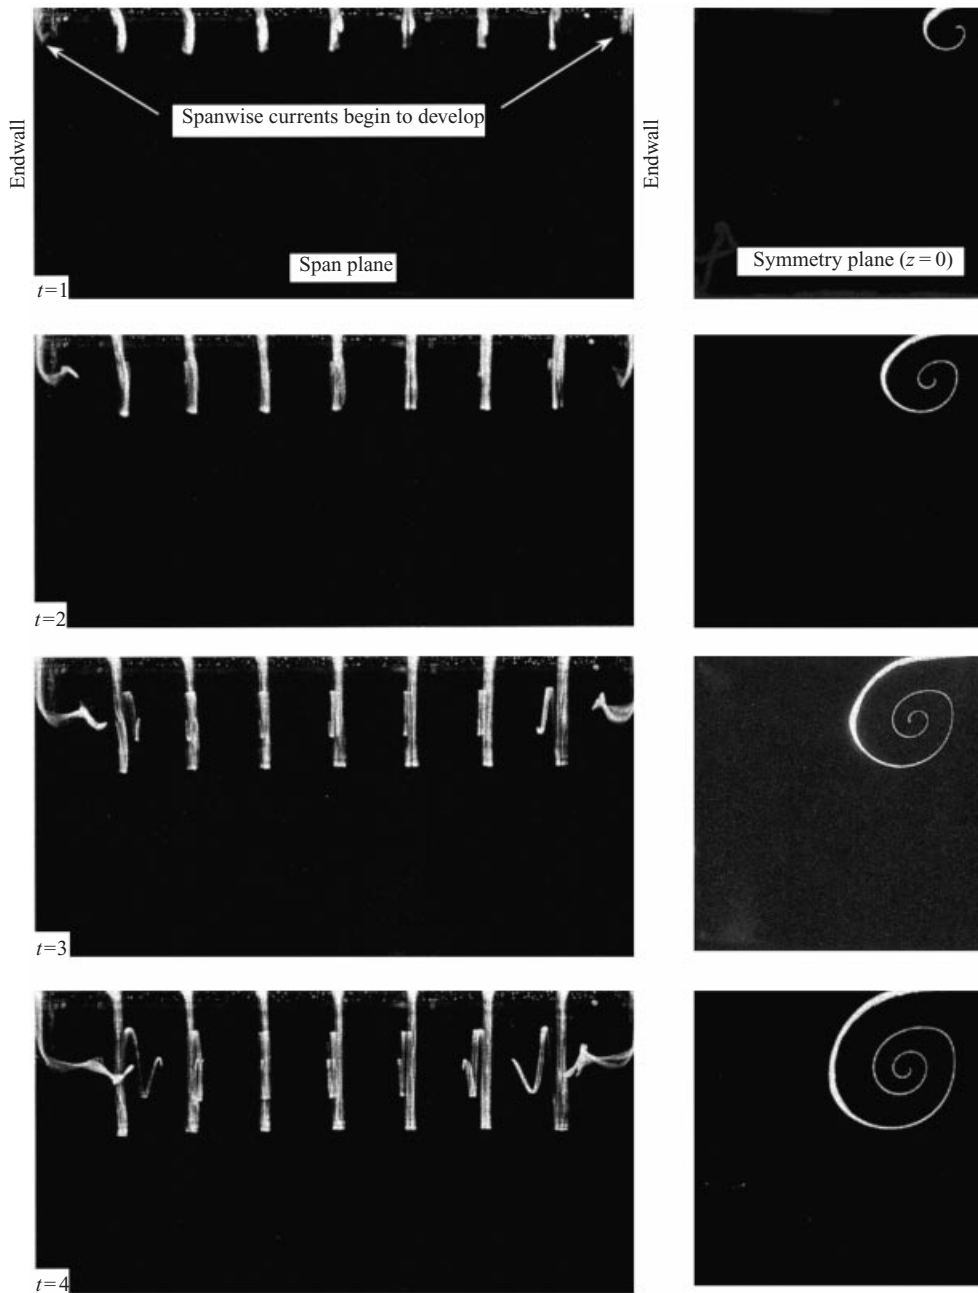 Spanwise currents begin to develop
Endwall
Endwall
Span plane
Symmetry plane (z = 0)
t=1
t=2
t=3
t=4